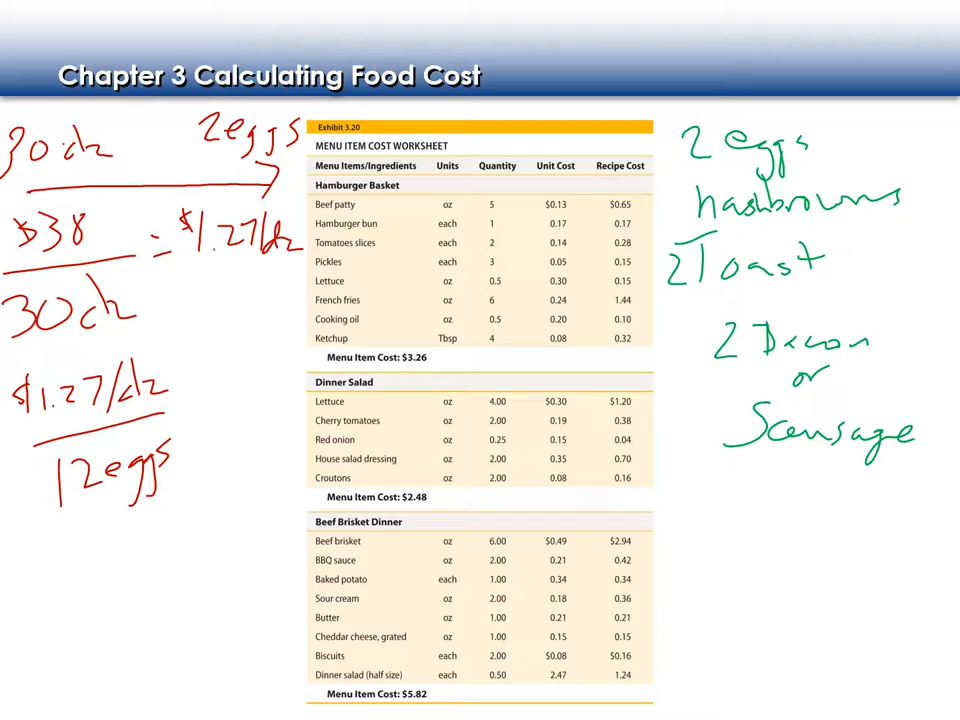 Chapter 3 Calculating Food Cost
30 dz
2 eggs
$38
30 dz
= $1.27/dz
$1.27/dz
12 eggs
Exhibit 3.20
MENU ITEM COST WORKSHEET
Menu Items/Ingredients Units Quantity Unit Cost Recipe Cost
Hamburger Basket
Beef patty oz 5 $0.13 $0.65
Hamburger bun each 1 0.17 0.17
Tomatoes slices each 2 0.14 0.28
Pickles each 3 0.05 0.15
Lettuce oz 0.5 0.30 0.15
French fries oz 6 0.24 1.44
Cooking oil oz 0.5 0.20 0.10
Ketchup Tbsp 4 0.08 0.32
Menu Item Cost: $3.26
Dinner Salad
Lettuce oz 4.00 $0.30 $1.20
Cherry tomatoes oz 2.00 0.19 0.38
Red onion oz 0.25 0.15 0.04
House salad dressing oz 2.00 0.35 0.70
Croutons oz 2.00 0.08 0.16
Menu Item Cost: $2.48
Beef Brisket Dinner
Beef brisket oz 6.00 $0.49 $2.94
BBQ sauce oz 2.00 0.21 0.42
Baked potato each 1.00 0.34 0.34
Sour cream oz 2.00 0.18 0.36
Butter oz 1.00 0.21 0.21
Cheddar cheese, grated oz 1.00 0.15 0.15
Biscuits each 2.00 $0.08 $0.16
Dinner salad (half size) each 0.50 2.47 1.24
Menu Item Cost: $5.82
2 eggs
hashbrowns
2 Toast
2 Bacon
or
Sausage